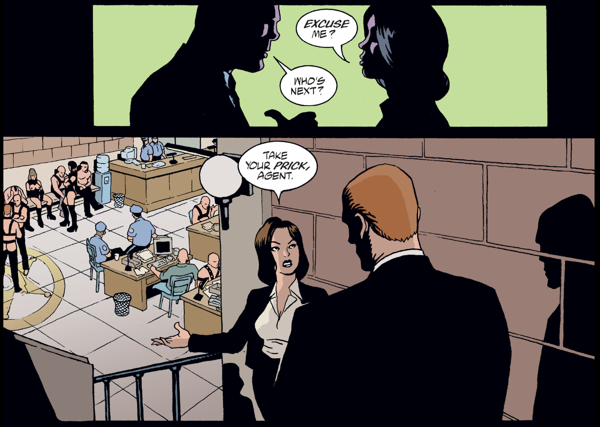 EXCUSE
ME?
WHO'S
NEXT?
TAKE
YOUR PRICK,
AGENT.